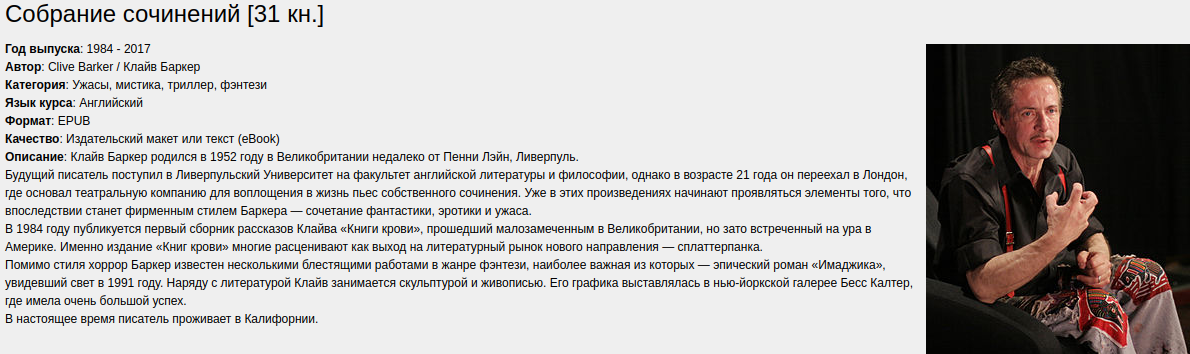 Собрание сочинений [31 кн.]
Год выпуска: 1984 - 2017
Автор: Clive Barker / Клайв Баркер
Категория: Ужасы, мистика, триллер, фэнтези
Язык курса: Английский
Формат: EPUB
Качество: Издательский макет или текст (eBook)
Описание: Клайв Баркер родился в 1952 году в Великобритании недалеко от Пенни Лэйн, Ливерпуль.
Будущий писатель поступил в Ливерпульский Университет на факультет английской литературы и философии, однако в возрасте 21 года он переехал в Лондон,
где основал театральную компанию для воплощения в жизнь пьес собственного сочинения. Уже в этих произведениях начинают проявляться элементы того, что
впоследствии станет фирменным стилем Баркера — сочетание фантастики, эротики и ужаса.
В 1984 году публикуется первый сборник рассказов Клайва «Книги крови», прошедший малозамеченным в Великобритании, но зато встреченный на ура в
Америке. Именно издание «Книг крови» многие расценивают как выход на литературный рынок нового направления — сплаттерпанка.
Помимо стиля хоррор Баркер известен несколькими блестящими работами в жанре фэнтези, наиболее важная из которых — эпический роман «Имаджика»,
увидевший свет в 1991 году. Наряду с литературой Клайв занимается скульптурой и живописью. Его графика выставлялась в нью-йоркской галерее Бесс Калтер,
где имела очень большой успех.
В настоящее время писатель проживает в Калифорнии.